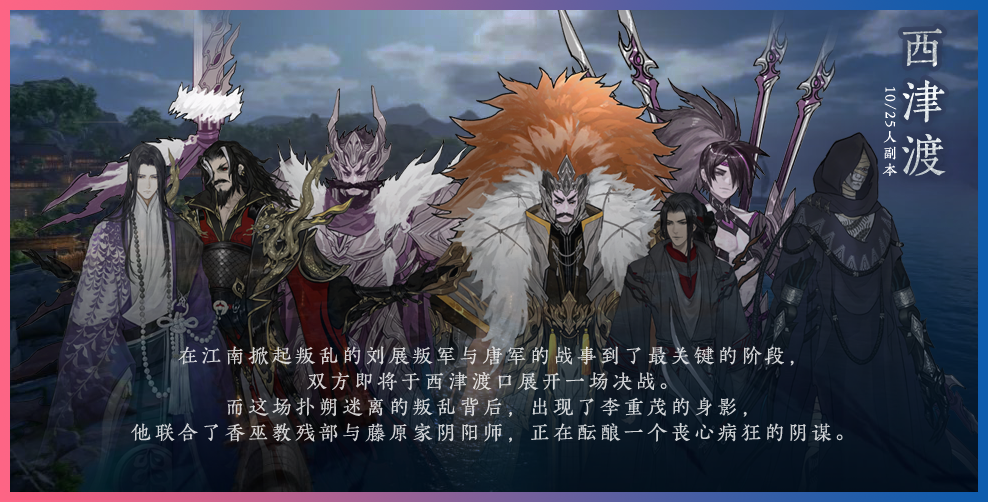 西津渡
10/25人副本
在江南掀起叛乱的刘展叛军与唐军的战事到了最关键的阶段，
双方即将于西津渡口展开一场决战。
而这场扑朔迷离的叛乱背后，出现了李重茂的身影，
他联合了香巫教残部与藤原家阴阳师，正在酝酿一个丧心病狂的阴谋。